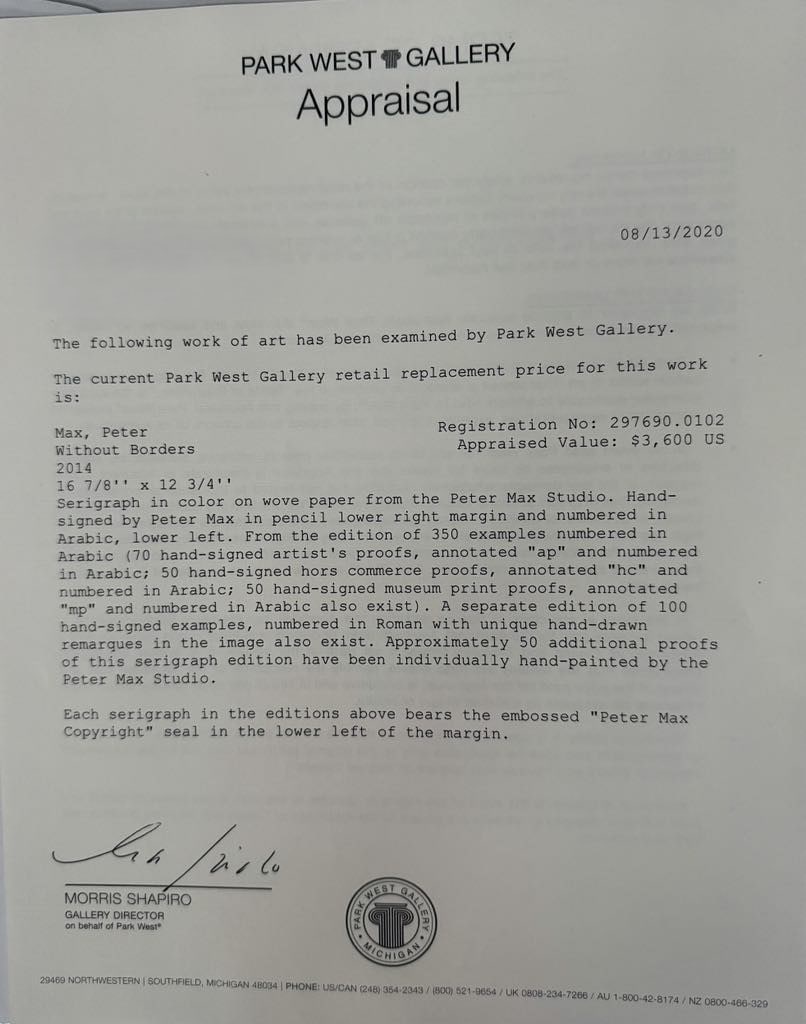 PARK WEST GALLERY
Appraisal
08/13/2020
The following work of art has been examined by Park West Gallery.
The current Park West Gallery retail replacement price for this work
is:
Max, Peter
Registration No: 297690.0102
Without Borders
Appraised Value: $3,600 US
2014
16 7/8'' x 12 3/4''
Serigraph in color on wove paper from the Peter Max Studio. Hand-
signed by Peter Max in pencil lower right margin and numbered in
Arabic, lower left. From the edition of 350 examples numbered in
Arabic (70 hand-signed artist's proofs, annotated "ap" and numbered
in Arabic; 50 hand-signed hors commerce proofs, annotated "hc" and
numbered in Arabic; 50 hand-signed museum print proofs, annotated
"mp" and numbered in Arabic also exist). A separate edition of 100
hand-signed examples, numbered in Roman with unique hand-drawn
remarques in the image also exist. Approximately 50 additional proofs
of this serigraph edition have been individually hand-painted by the
Peter Max Studio.
Each serigraph in the editions above bears the embossed "Peter Max
Copyright" seal in the lower left of the margin.
MORRIS SHAPIRO
GALLERY DIRECTOR
on behalf of Park West®
PARK WEST GALLERY
• MICHIGAN •
29469 NORTHWESTERN | SOUTHFIELD, MICHIGAN 48034 | PHONE: US/CAN (248) 354-2343 / (800) 521-9654 / UK 0808-234-7266 / AU 1-800-42-8174 / NZ 0800-466-329